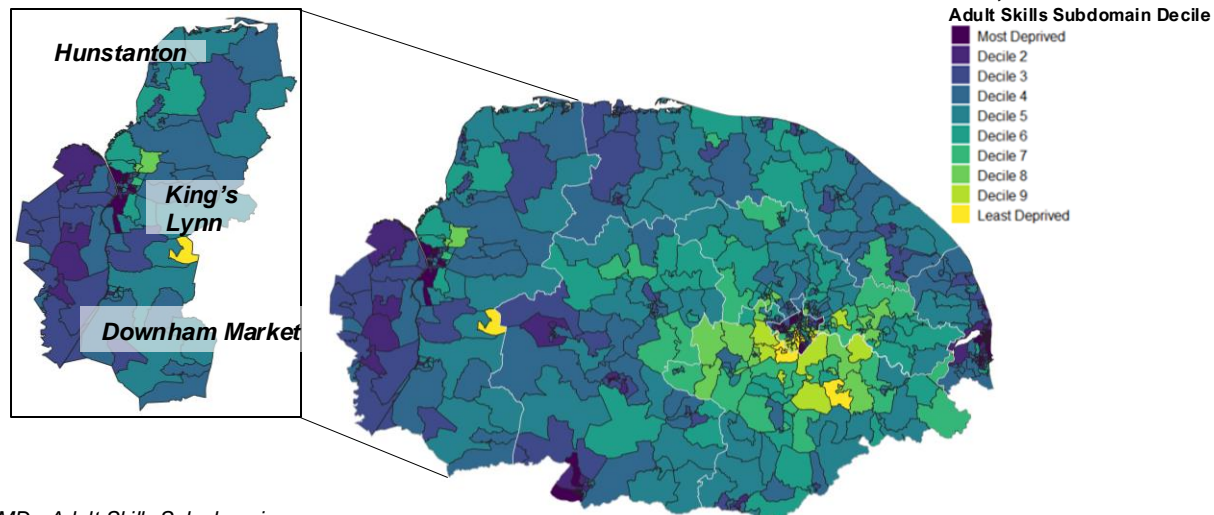 Adult Skills Subdomain Decile
Most Deprived
Decile 2
Decile 3
Decile 4
Decile 5
Decile 6
Decile 7
Decile 8
Decile 9
Least Deprived
Hunstanton
King's
Lynn
Downham Market